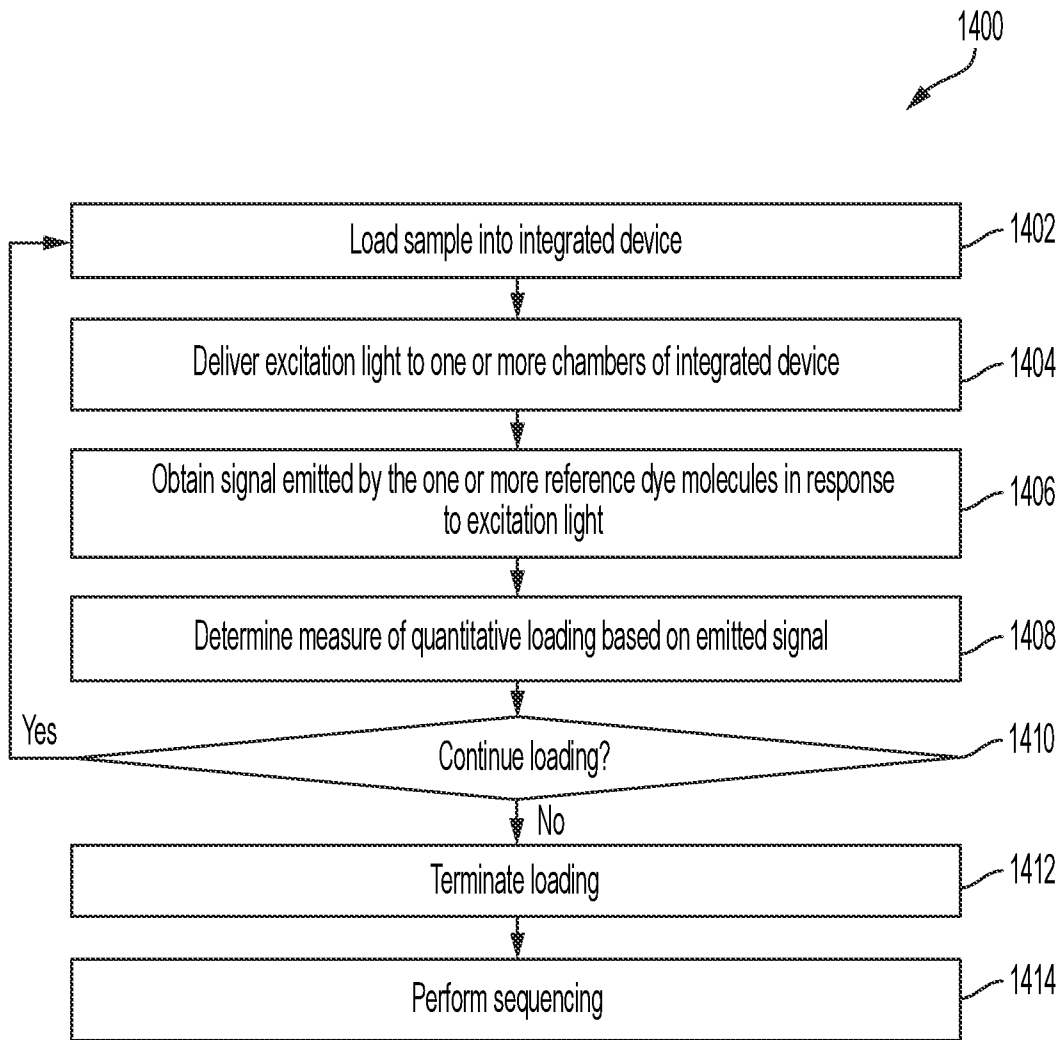 1400
Load sample into integrated device
1402
Deliver excitation light to one or more chambers of integrated device
1404
Obtain signal emitted by the one or more reference dye molecules in response
to excitation light
1406
Determine measure of quantitative loading based on emitted signal
1408
Yes
Continue loading?
1410
No
Terminate loading
1412
Perform sequencing
1414